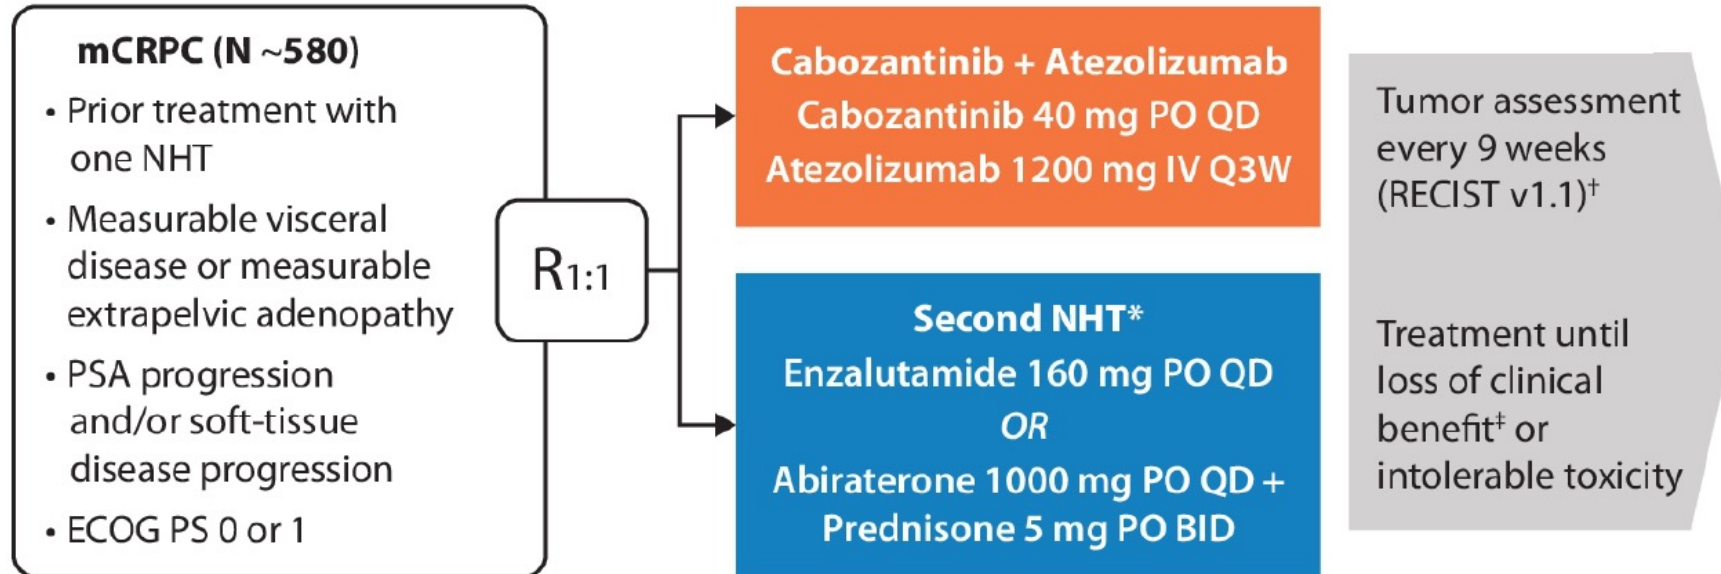 mCRPC (N ~580)
• Prior treatment with
one NHT
• Measurable visceral
disease or measurable
extrapelvic adenopathy
• PSA progression
and/or soft-tissue
disease progression
• ECOG PS 0 or 1
R1:1
Cabozantinib + Atezolizumab
Cabozantinib 40 mg PO QD
Atezolizumab 1200 mg IV Q3W
Second NHT*
Enzalutamide 160 mg PO QD
OR
Abiraterone 1000 mg PO QD +
Prednisone 5 mg PO BID
Tumor assessment
every 9 weeks
(RECIST v1.1)†
Treatment until
loss of clinical
benefit‡ or
intolerable toxicity